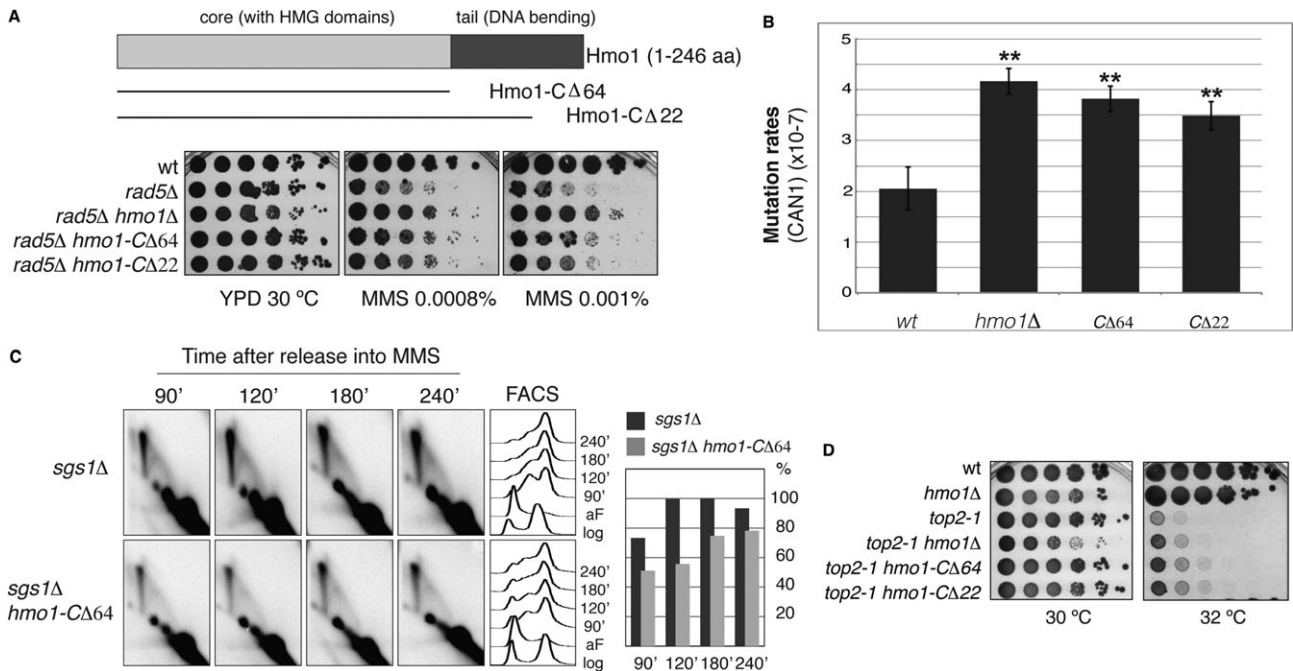 A
core (with HMG domains) tail (DNA bending)
Hmo1 (1-246 aa)
Hmo1-CΔ64
Hmo1-CΔ22
wt
rad5Δ
rad5Δ hmo1Δ
rad5Δ hmo1-CΔ64
rad5Δ hmo1-CΔ22
YPD 30 ºC MMS 0.0008% MMS 0.001%
B
Mutation rates
(CAN1) (x10-7)
5
4
3
2
1
0
** ** **
wt hmo1Δ CΔ64 CΔ22
C
Time after release into MMS
90' 120' 180' 240' FACS
sgs1Δ
240'
180'
120'
90'
aF
log
sgs1Δ
hmo1-CΔ64
240'
180'
120'
90'
aF
log
sgs1Δ
sgs1Δ hmo1-CΔ64
%
100
80
60
40
20
90' 120' 180' 240'
D
wt
hmo1Δ
top2-1
top2-1 hmo1Δ
top2-1 hmo1-CΔ64
top2-1 hmo1-CΔ22
30 ºC 32 ºC